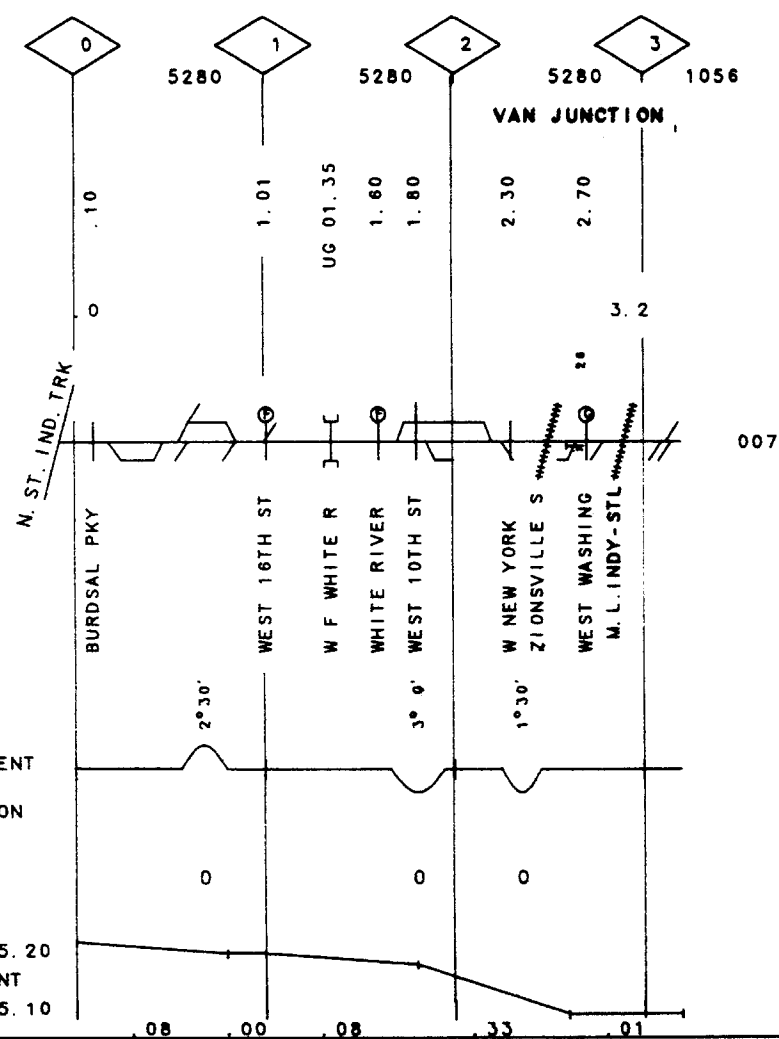 0 1 2 3
5280 5280 5280 1056
VAN JUNCTION
.10 1.01 UG 01.35 1.60 1.80 2.30 2.70
0 3.2
28
N. ST. IND. TRK
F F G
007
BURDSAL PKY
WEST 16TH ST
W F WHITE R
WHITE RIVER
WEST 10TH ST
W NEW YORK
ZIONSVILLE S
WEST WASHING
M.L.INDY-STL
2°30' 3° 0' 1°30'
ENT
ON
0 0 0
5.20
NT
5.10
.08 .00 .08 .33 .01